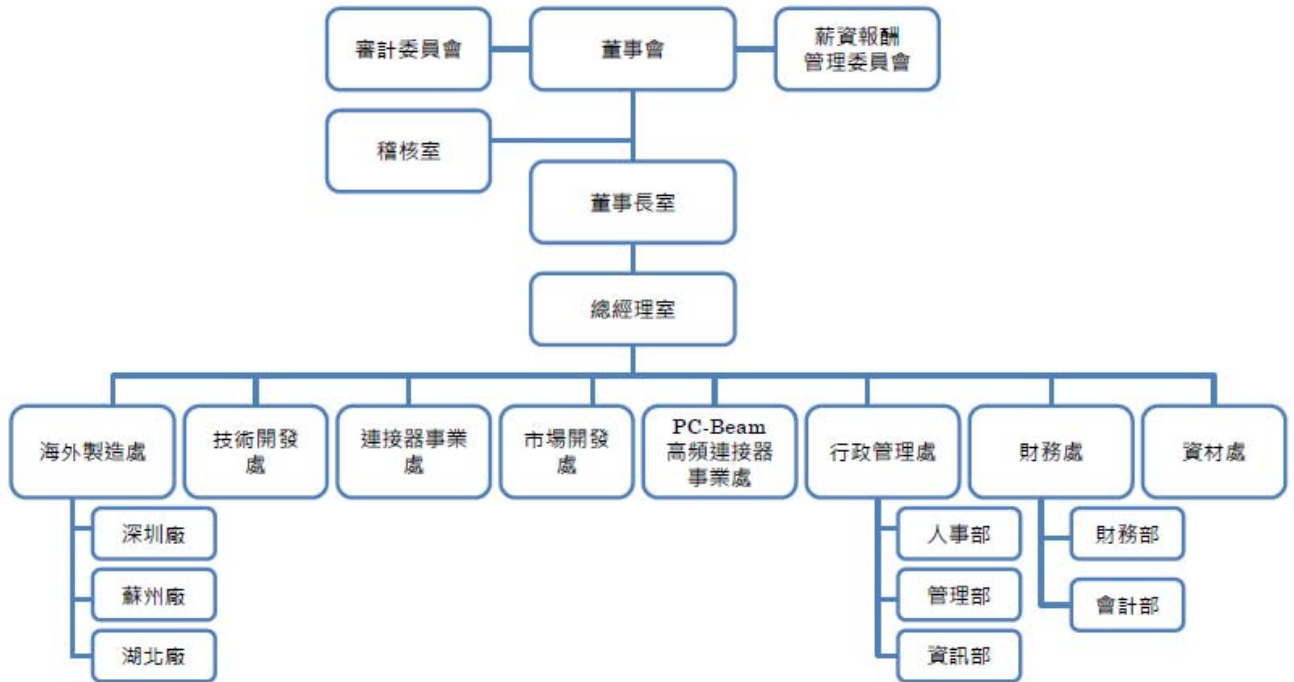 審計委員會
董事會
薪資報酬
管理委員會
稽核室
董事長室
總經理室
海外製造處
技術開發
處
連接器事業
處
市場開發
處
PC-Beam
高頻連接器
事業處
行政管理處
財務處
資材處
深圳廠
蘇州廠
湖北廠
人事部
管理部
資訊部
財務部
會計部